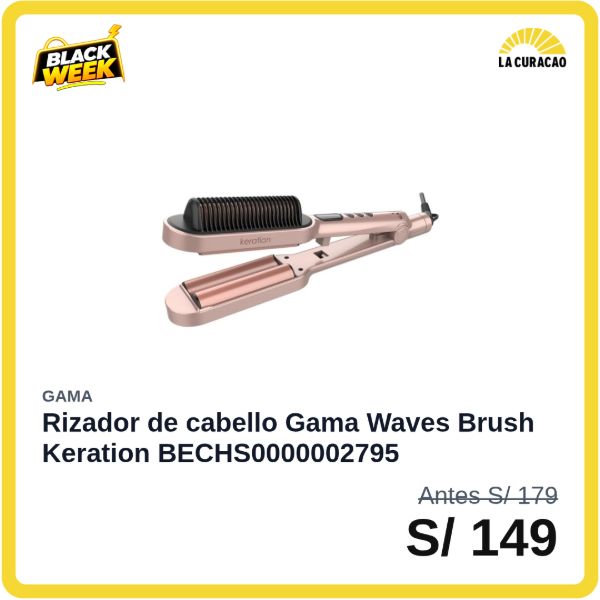 BLACK
WEEK
LA CURACAO
keration
GAMA
Rizador de cabello Gama Waves Brush
Keration BECHS0000002795
Antes S/ 179
S/ 149